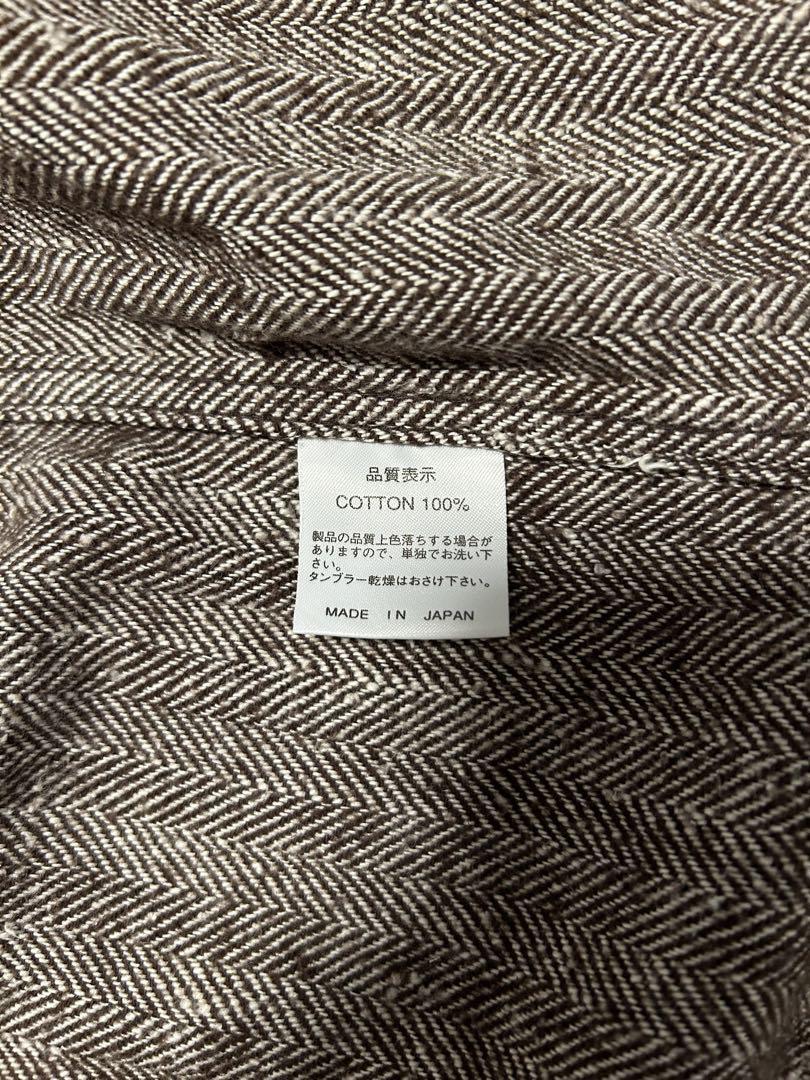 品質表示
COTTON 100%
製品の品質上色落ちする場合が
ありますので、単独でお洗い下
さい。
タンブラー乾燥はおさけ下さい。
MADE IN JAPAN